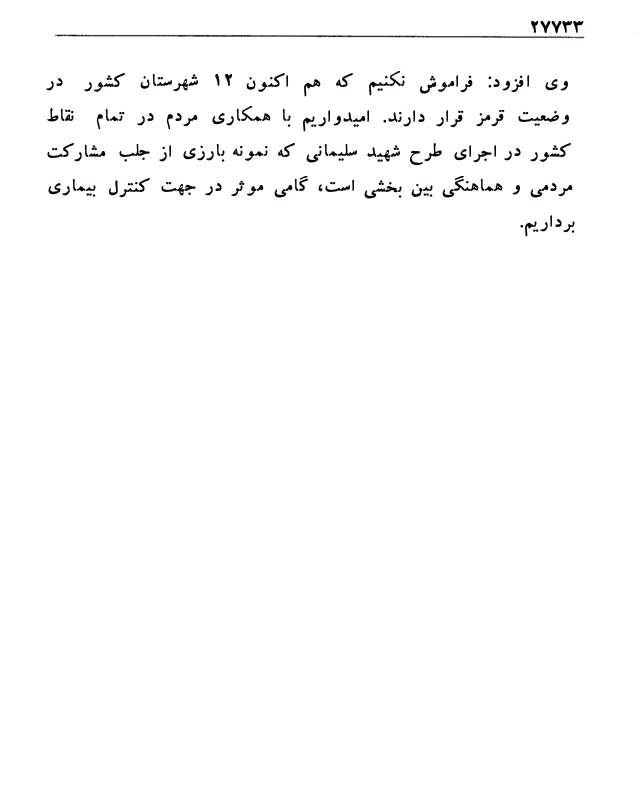 ۲۷۷۳۳
وی افزود: فراموش نکنیم که هم اکنون ۱۲ شهرستان کشور در
وضعیت قرمز قرار دارند. امیدواریم با همکاری مردم در تمام نقاط
کشور در اجرای طرح شهید سلیمانی که نمونه بارزی از جلب مشارکت
مردمی و هماهنگی بین بخشی است، گامی موثر در جهت کنترل بیماری
برداریم.